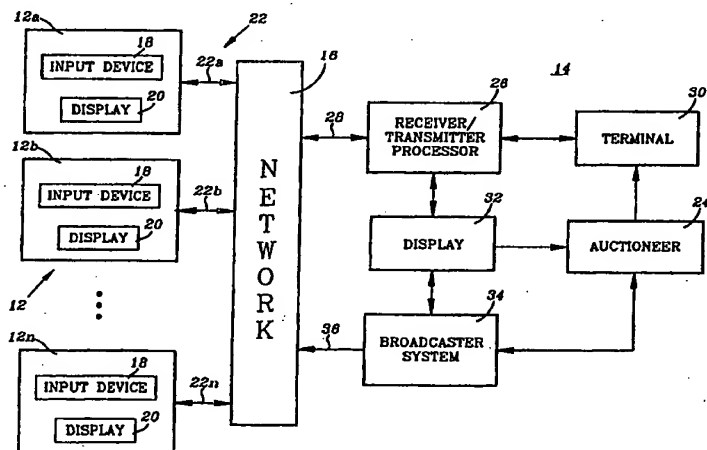 12a
18
INPUT DEVICE
20
DISPLAY
22
22a
12b
18
INPUT DEVICE
20
DISPLAY
22b
12
12n
18
INPUT DEVICE
20
DISPLAY
22n
16
NETWORK
28
26
RECEIVER/
TRANSMITTER
PROCESSOR
14
30
TERMINAL
32
DISPLAY
24
AUCTIONEER
34
BROADCASTER
SYSTEM
36